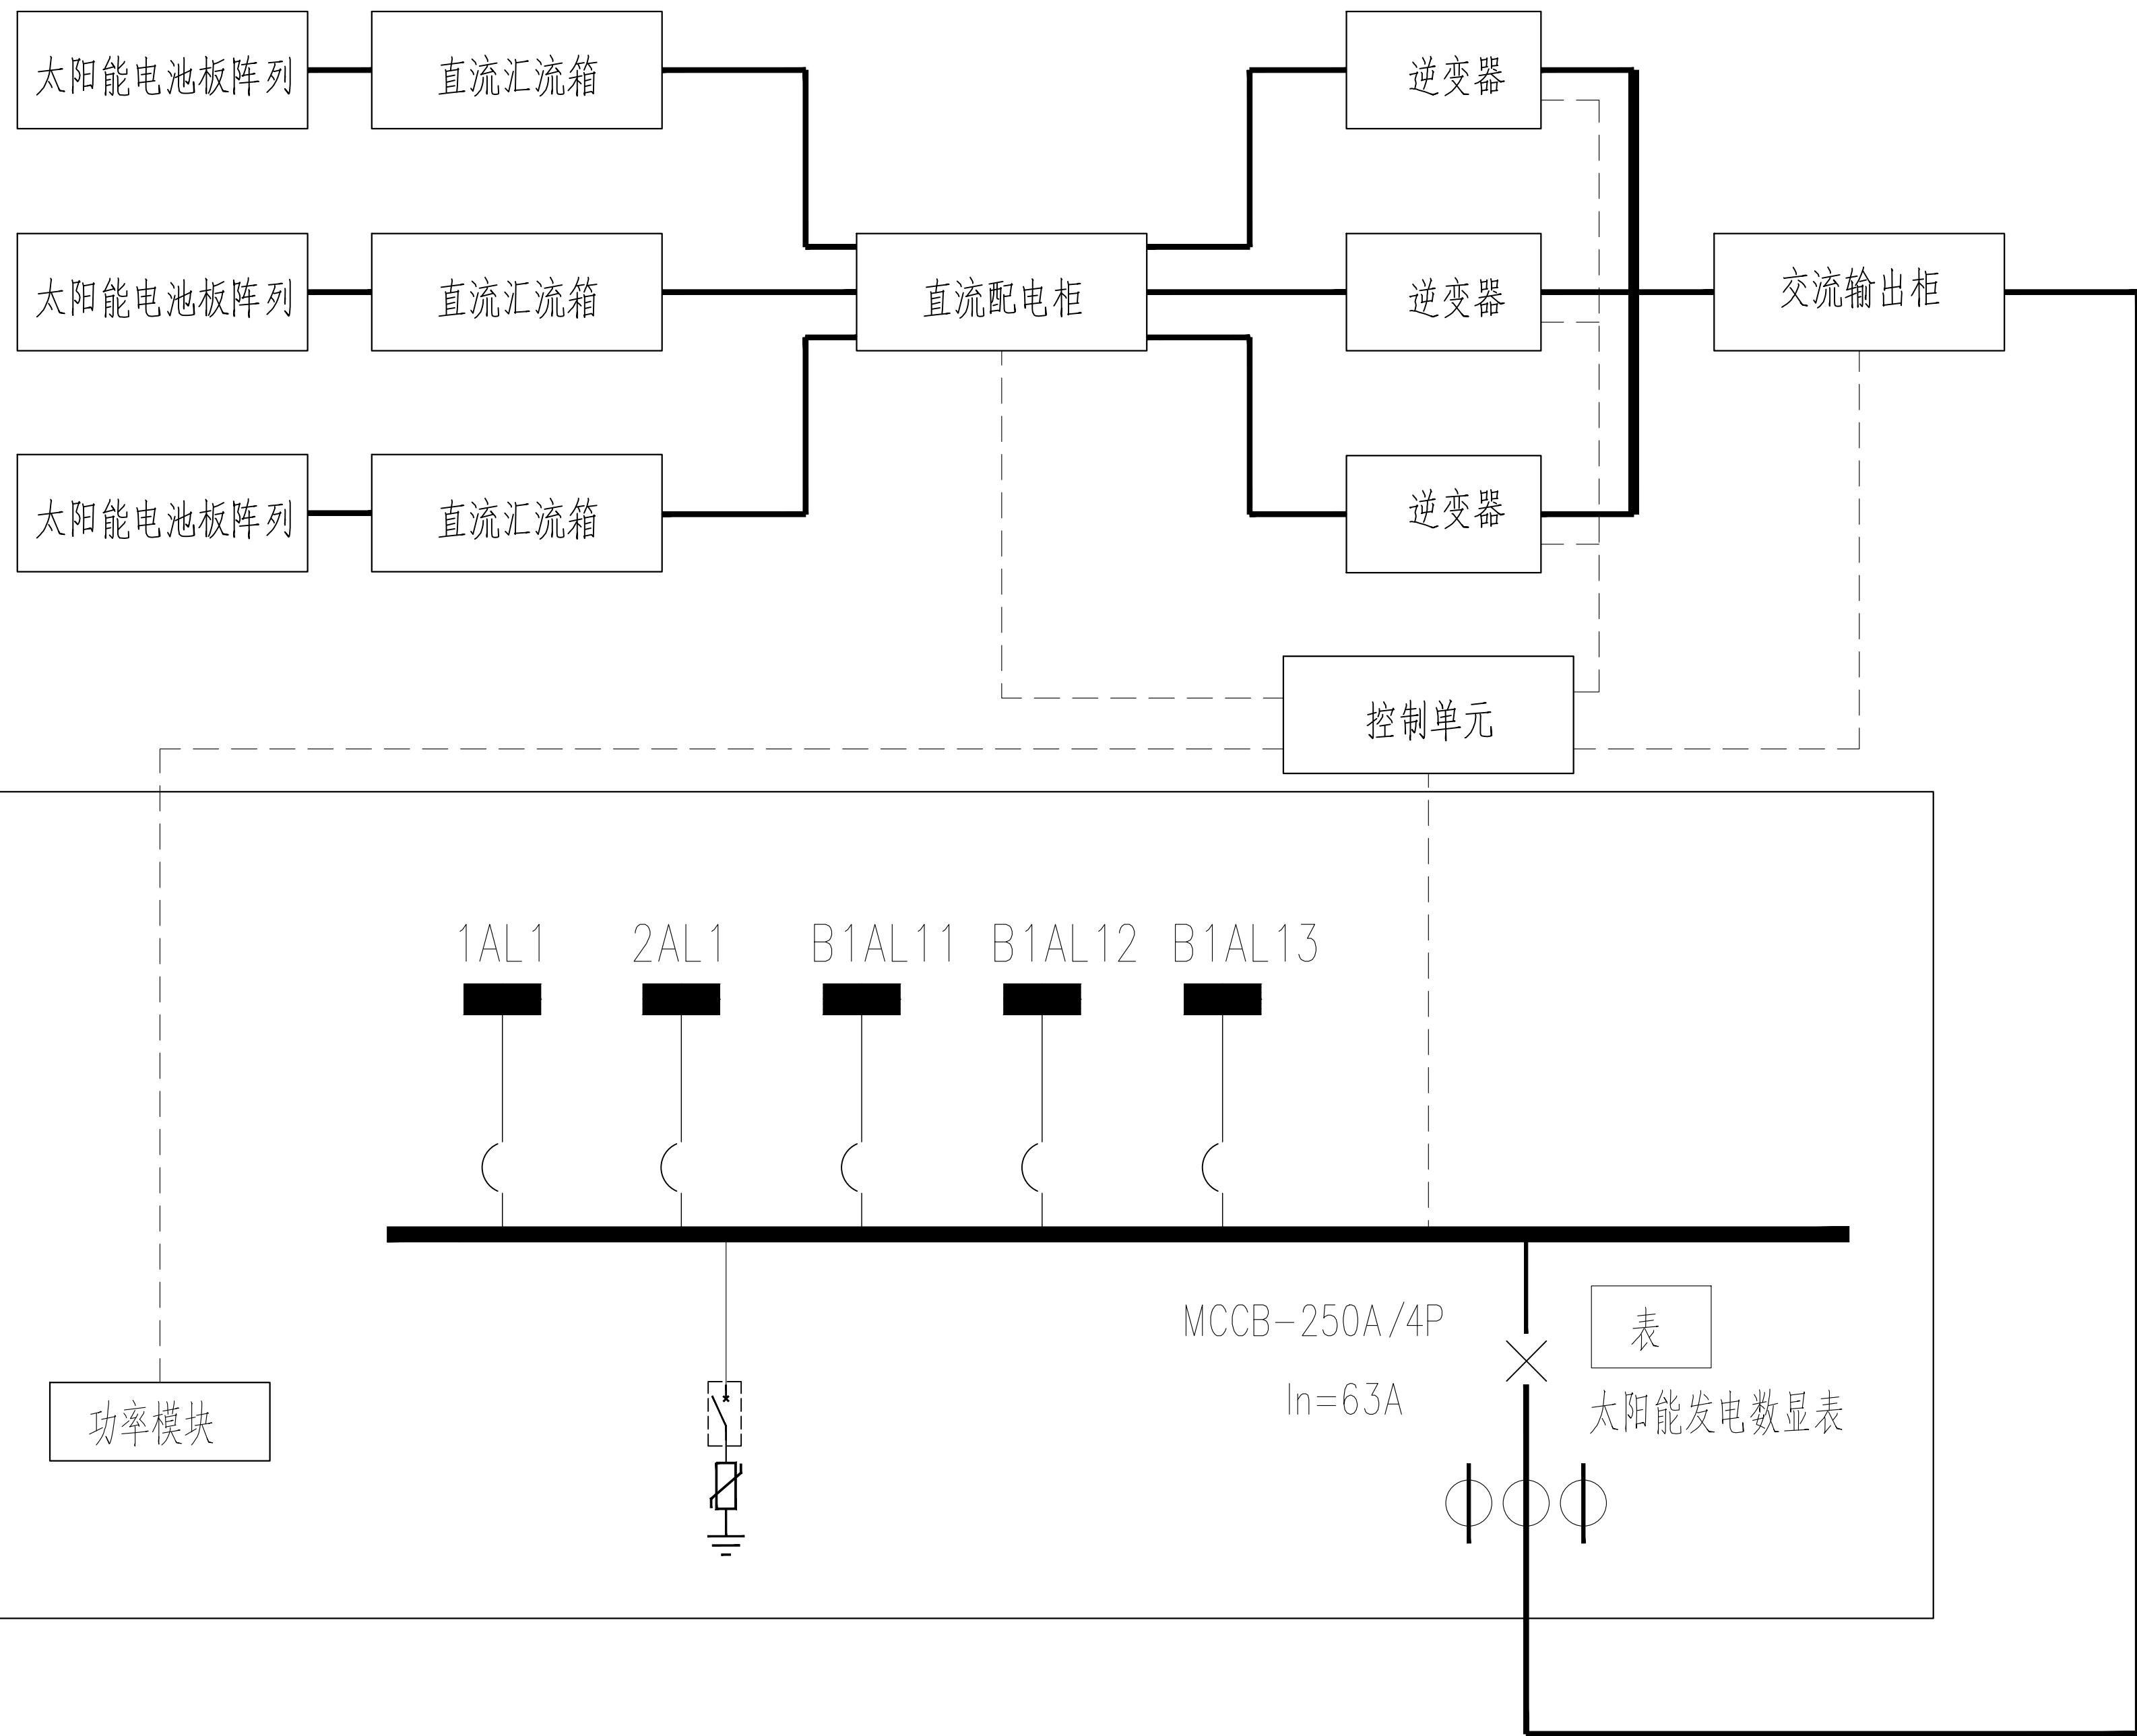 太阳能电池板阵列
直流汇流箱
逆变器
太阳能电池板阵列
直流汇流箱
直流配电柜
逆变器
交流输出柜
太阳能电池板阵列
直流汇流箱
逆变器
控制单元
1AL1
2AL1
B1AL11
B1AL12
B1AL13
MCCB-250A/4P
In=63A
表
太阳能发电数显表
功率模块